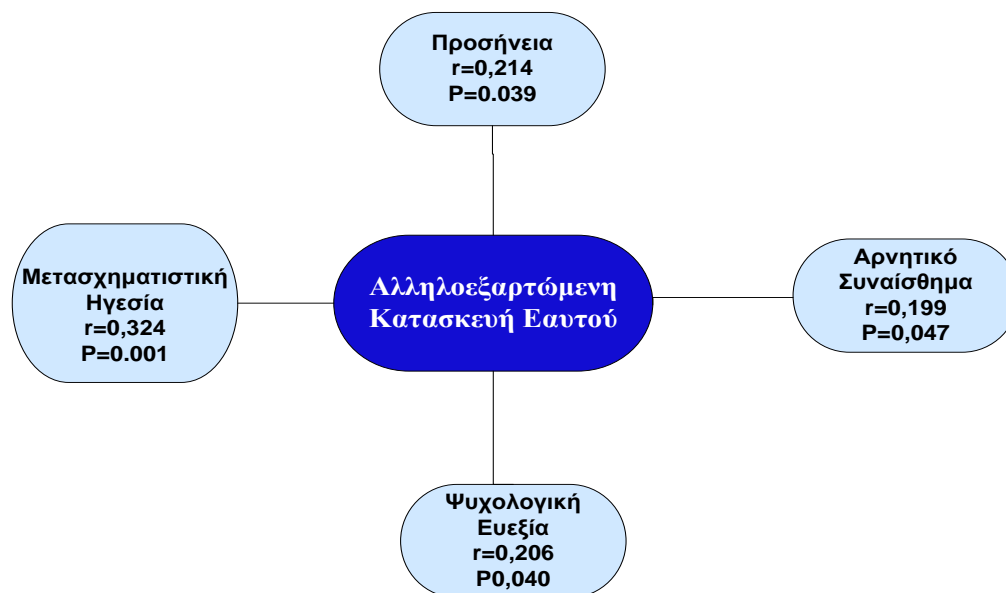 Προσήνεια
r=0,214
P=0.039
Μετασχηματιστική
Ηγεσία
r=0,324
P=0.001
Αλληλοεξαρτώμενη
Κατασκευή Εαυτού
Αρνητικό
Συναίσθημα
r=0,199
P=0,047
Ψυχολογική
Ευεξία
r=0,206
P0,040